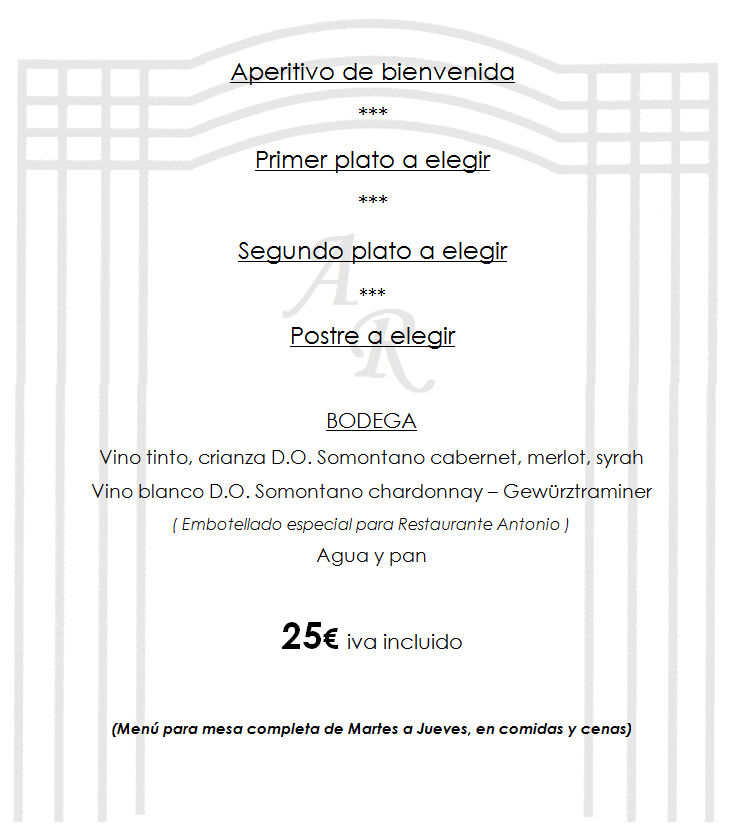 Aperitivo de bienvenida
***
Primer plato a elegir
***
Segundo plato a elegir
***
Postre a elegir
AR
BODEGA
Vino tinto, crianza D.O. Somontano cabernet, merlot, syrah
Vino blanco D.O. Somontano chardonnay – Gewürztraminer
( Embotellado especial para Restaurante Antonio )
Agua y pan
25€ iva incluido
(Menú para mesa completa de Martes a Jueves, en comidas y cenas)